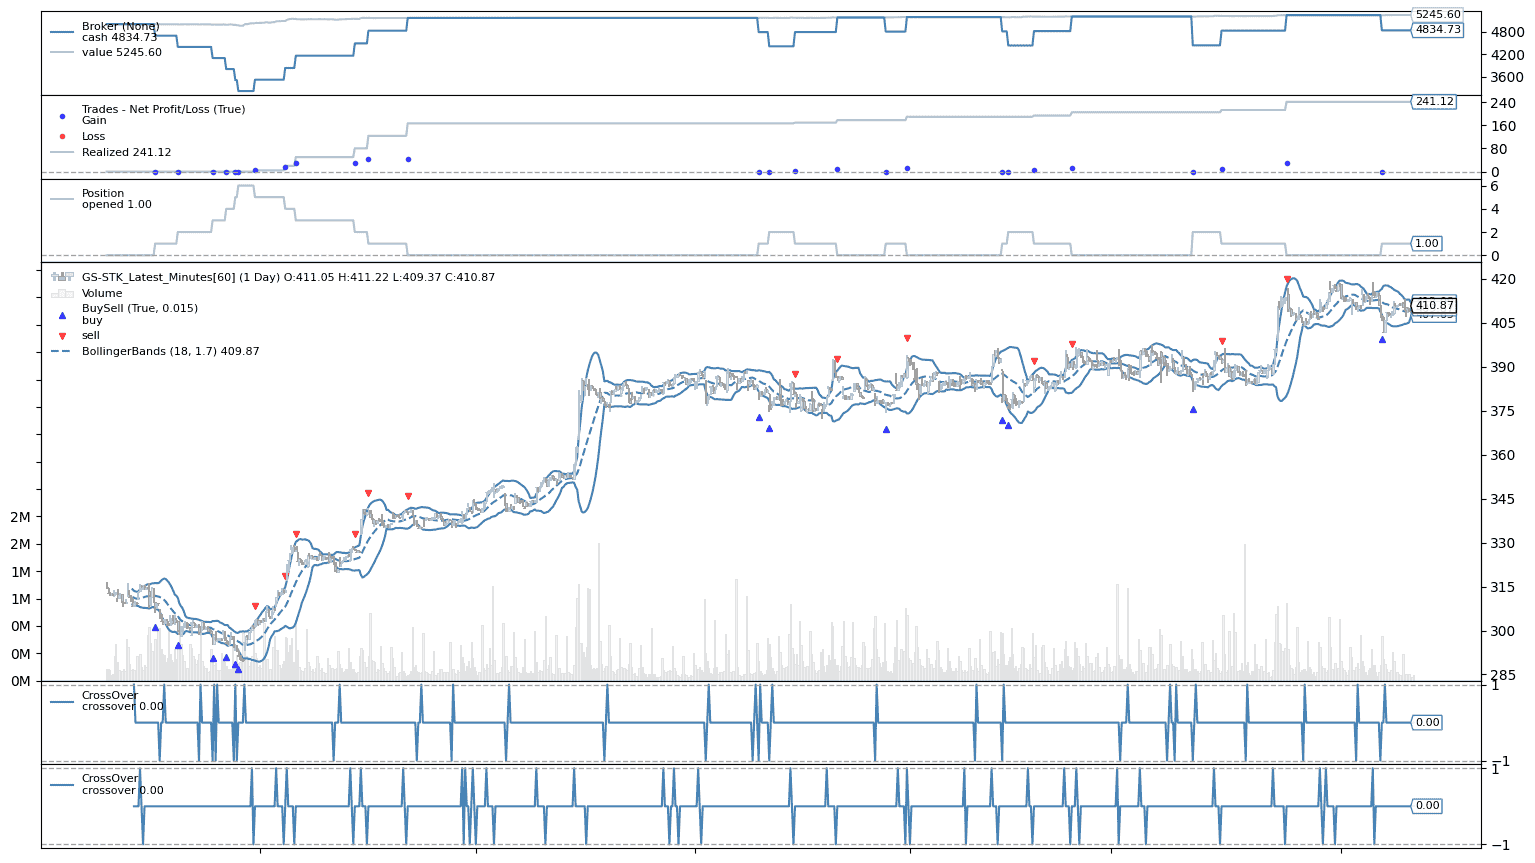 Broker (None)
cash 4834.73
value 5245.60
5245.60
4834.73
4800
4200
3600
Trades - Net Profit/Loss (True)
Gain
Loss
Realized 241.12
241.12
240
160
80
0
Position
opened 1.00
1.00
6
4
2
0
GS-STK_Latest_Minutes[60] (1 Day) O:411.05 H:411.22 L:409.37 C:410.87
Volume
BuySell (True, 0.015)
buy
sell
BollingerBands (18, 1.7) 409.87
410.87
420
405
390
375
360
345
330
315
300
285
2M
2M
1M
1M
0M
0M
0M
CrossOver
crossover 0.00
0.00
1
−1
CrossOver
crossover 0.00
0.00
1
−1